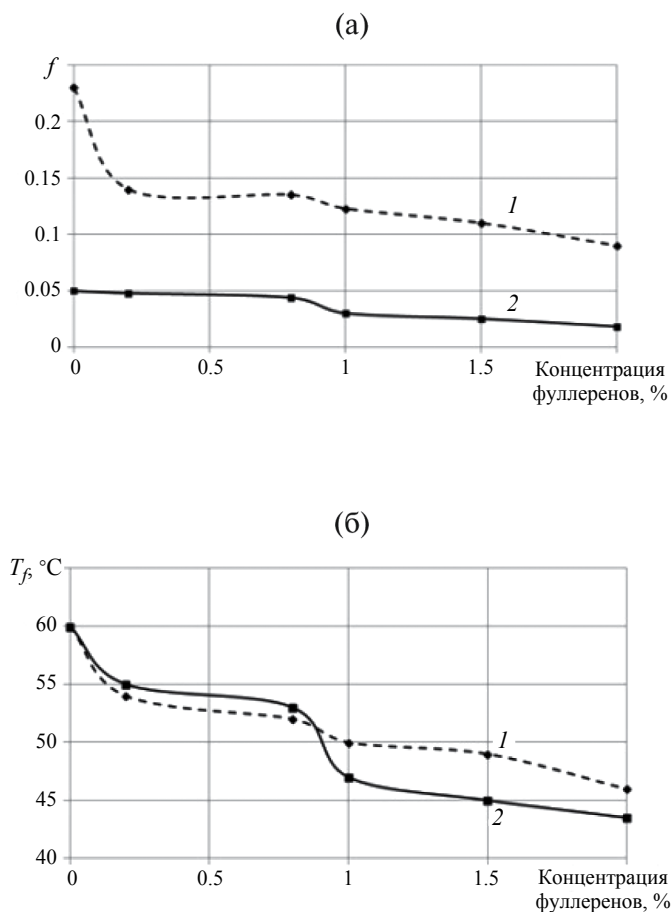 (а)
f
0.2
0.15
0.1
0.05
0
1
2
0
0.5
1
1.5
Концентрация
фуллеренов, %
(б)
T_f, °C
60
55
50
45
40
1
2
0
0.5
1
1.5
Концентрация
фуллеренов, %